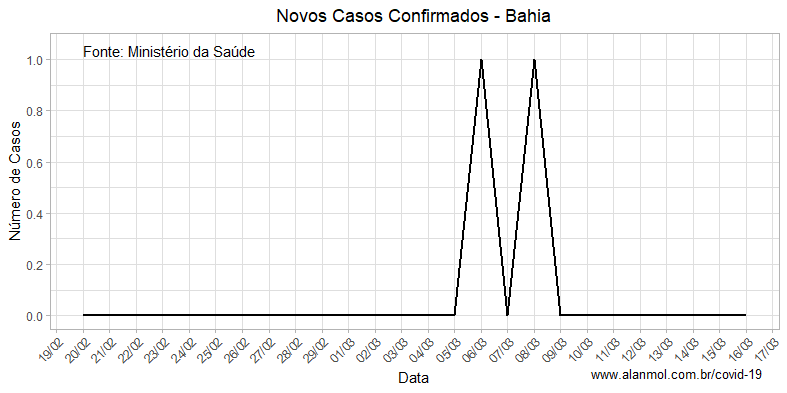 Novos Casos Confirmados - Bahia
Fonte: Ministério da Saúde
Número de Casos
1.0
0.8
0.6
0.4
0.2
0.0
19/02 20/02 21/02 22/02 23/02 24/02 25/02 26/02 27/02 28/02 29/02 01/03 02/03 03/03 04/03 05/03 06/03 07/03 08/03 09/03 10/03 11/03 12/03 13/03 14/03 15/03 16/03 17/03
Data
www.alanmol.com.br/covid-19